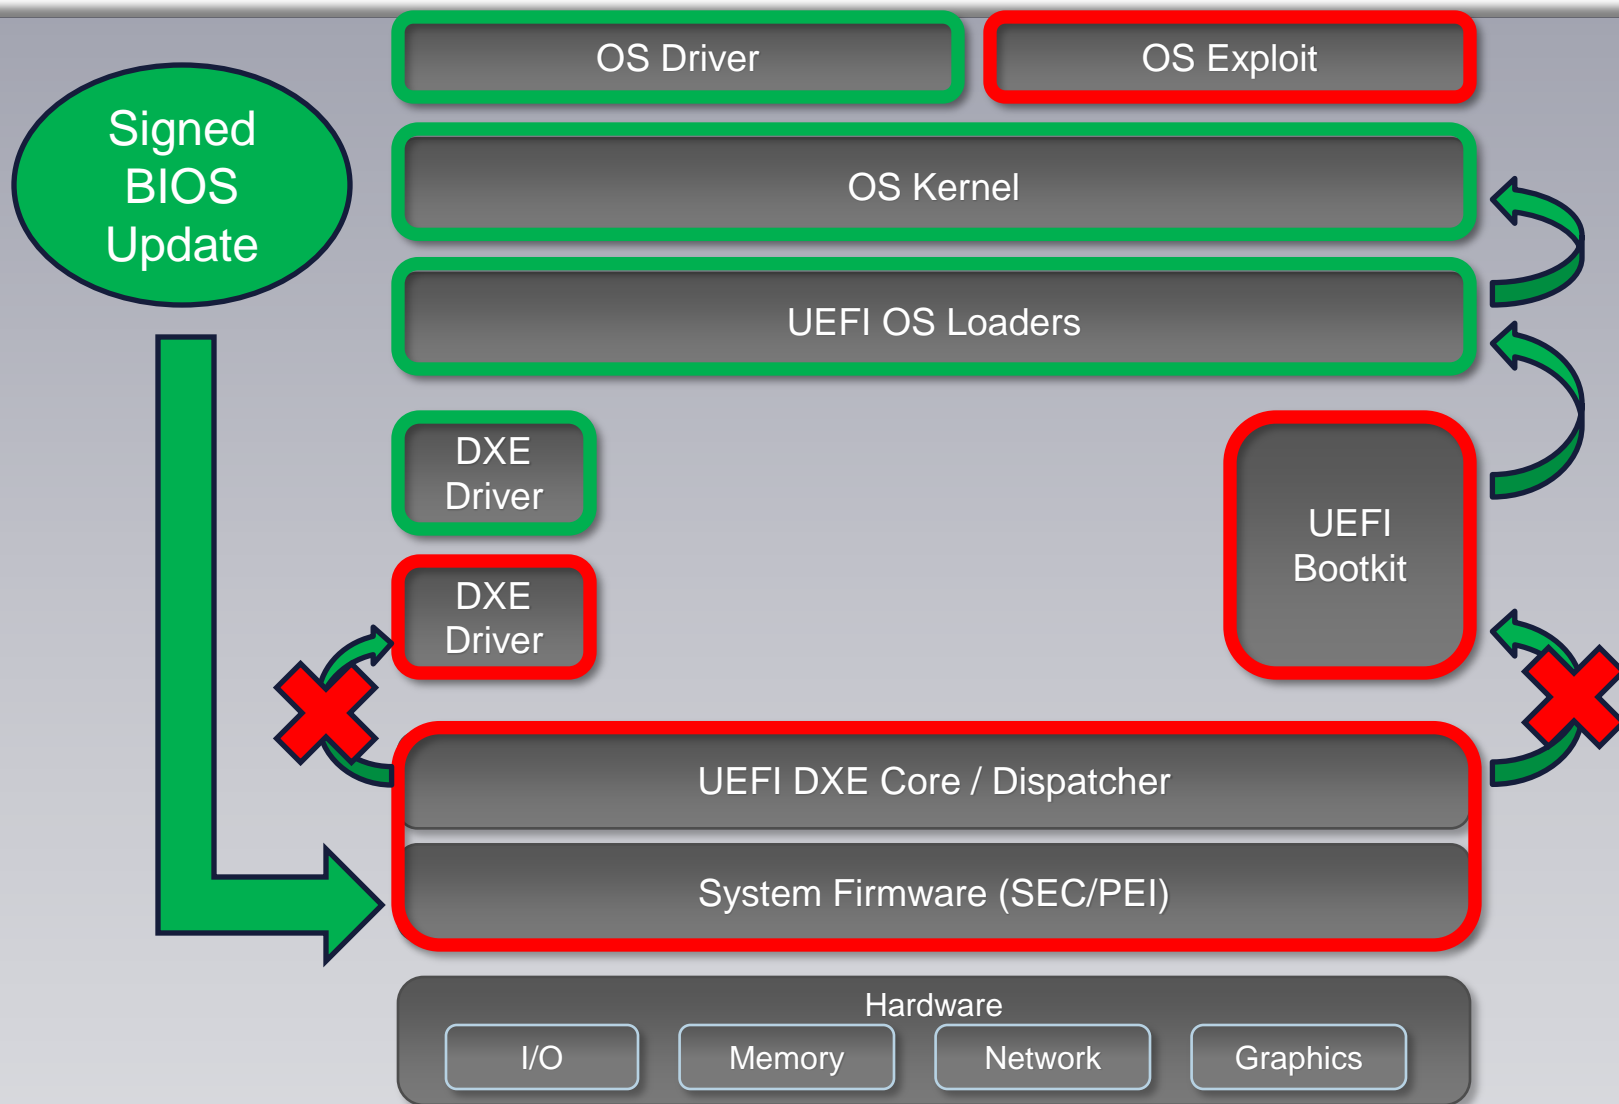 OS Driver
OS Exploit
Signed
BIOS
Update
OS Kernel
UEFI OS Loaders
DXE
Driver
UEFI
Bootkit
DXE
Driver
UEFI DXE Core / Dispatcher
System Firmware (SEC/PEI)
Hardware
I/O
Memory
Network
Graphics